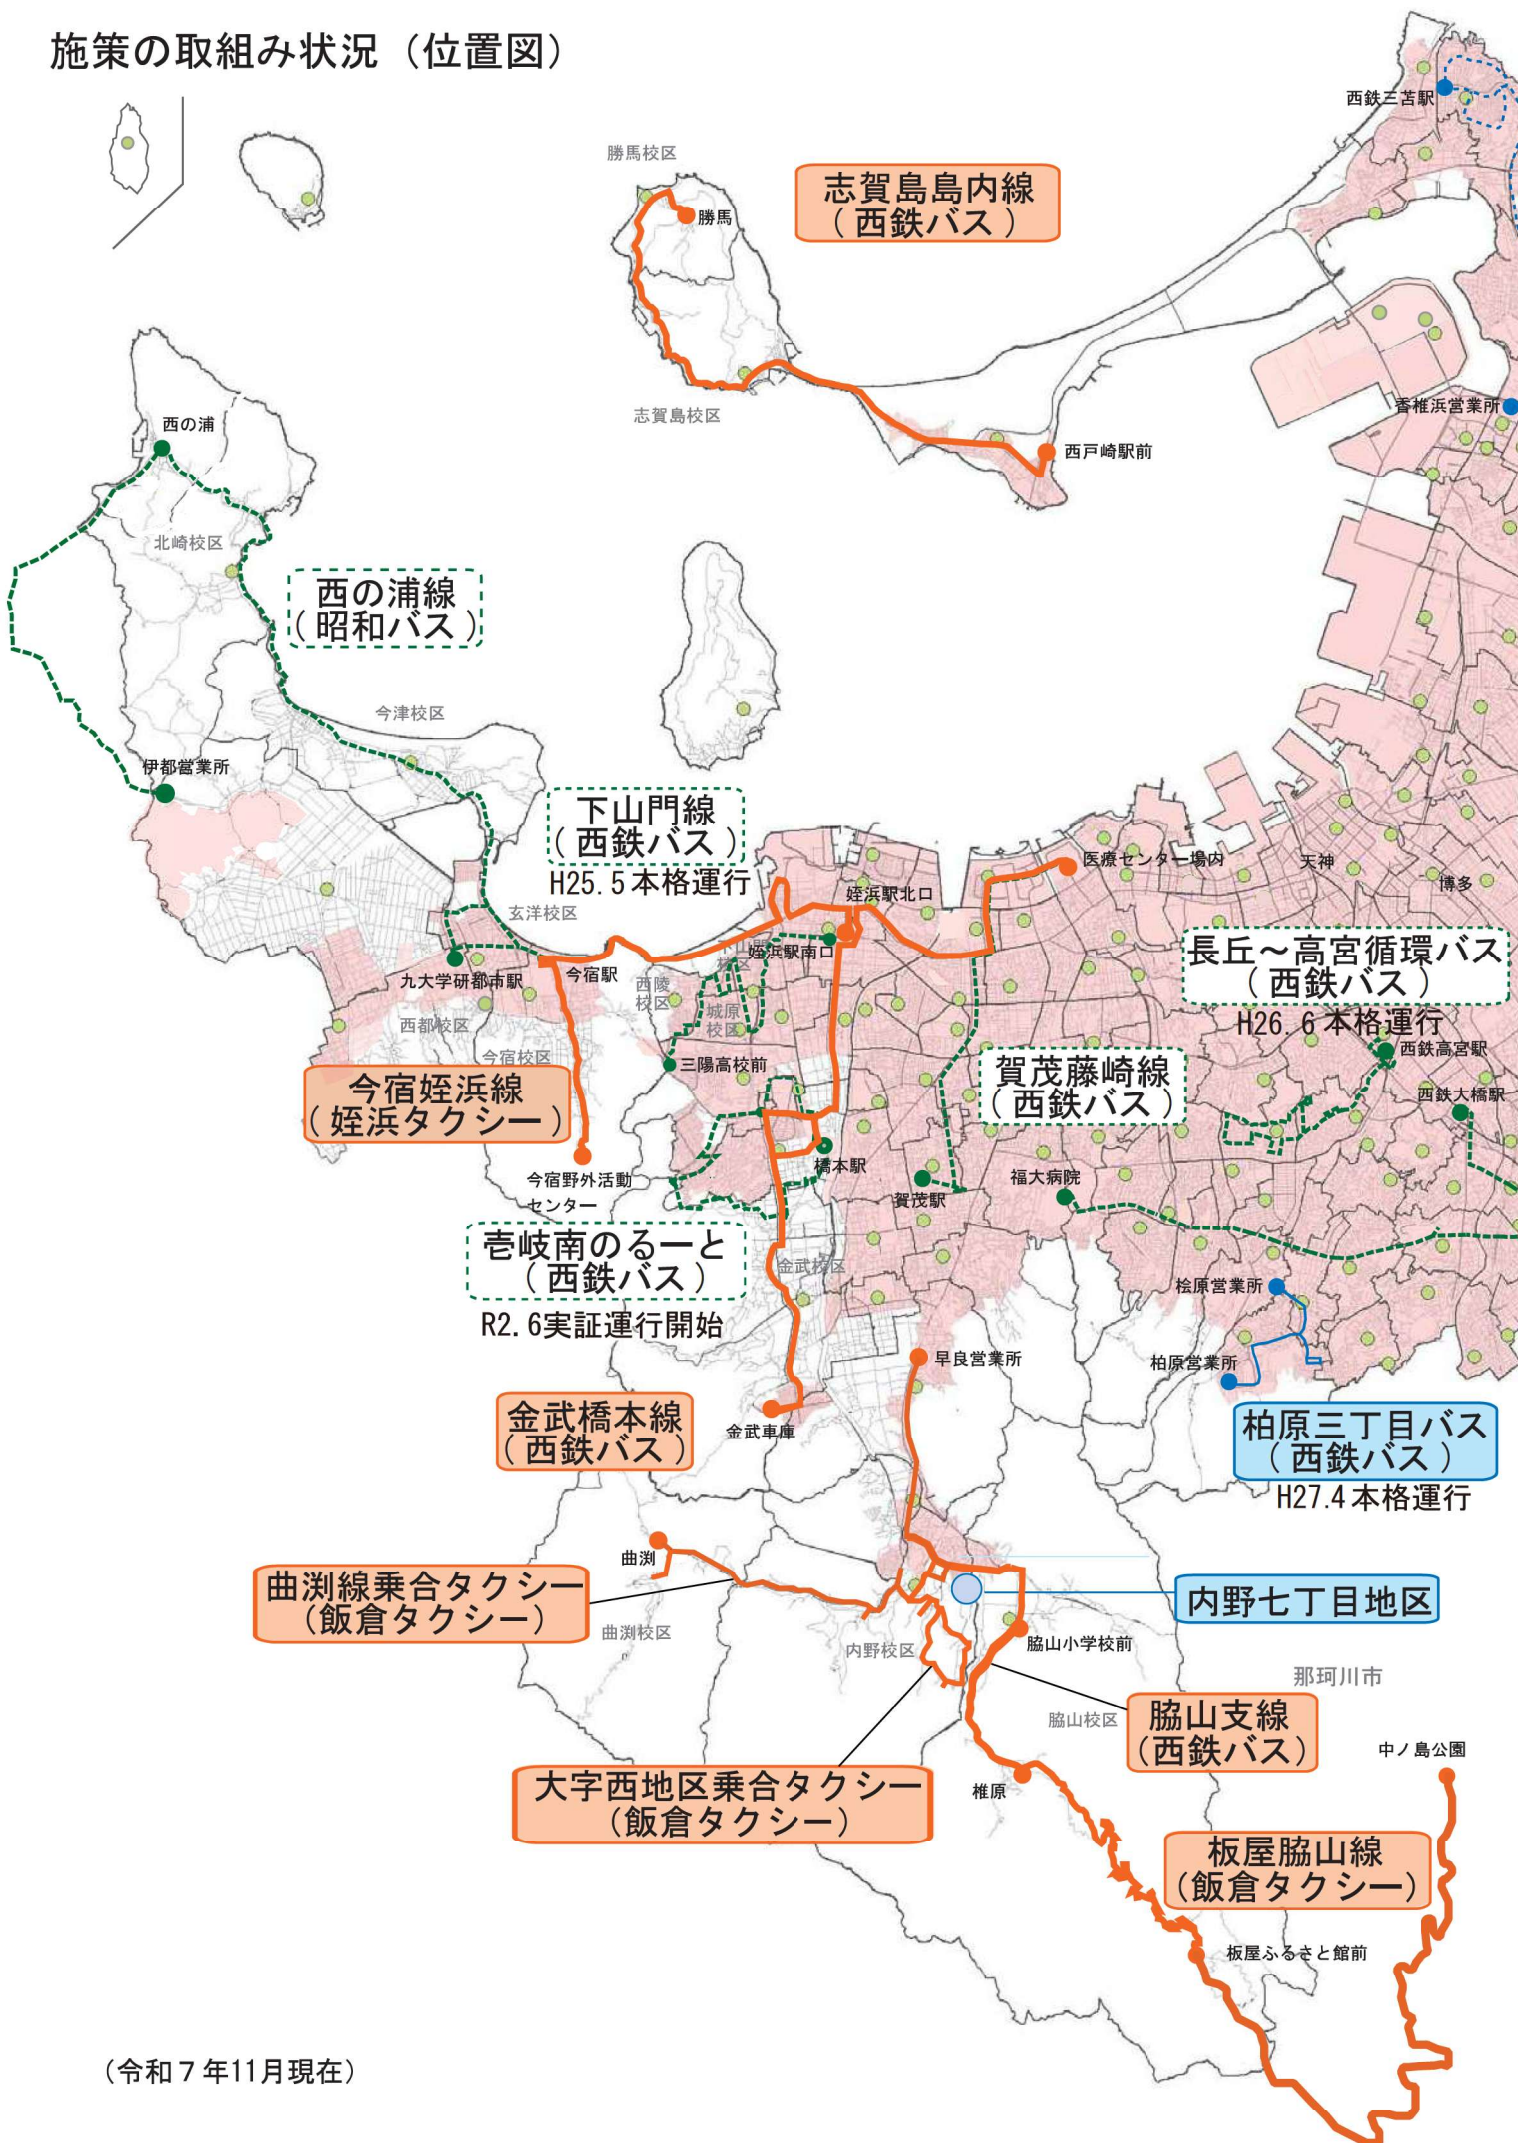 施策の取組み状況（位置図）
西鉄三苫駅
勝馬校区
志賀島島内線
（西鉄バス）
勝馬
香椎浜営業所
志賀島校区
西の浦
西戸崎駅前
北崎校区
西の浦線
（昭和バス）
今津校区
伊都営業所
下山門線
（西鉄バス）
H25.5本格運行
医療センター場内
天神
博多
姪浜駅北口
玄洋校区
長丘～高宮循環バス
（西鉄バス）
H26.6本格運行
姪浜駅南口
今宿駅
九大学研都市駅
西陵
校区
城原
校区
西都校区
今宿校区
三陽高校前
西鉄高宮駅
賀茂藤崎線
（西鉄バス）
今宿姪浜線
（姪浜タクシー）
西鉄大橋駅
橋本駅
今宿野外活動
センター
賀茂駅
福大病院
壱岐南のるーと
（西鉄バス）
R2.6実証運行開始
金武校区
桧原営業所
早良営業所
柏原営業所
金武橋本線
（西鉄バス）
金武車庫
柏原三丁目バス
（西鉄バス）
H27.4本格運行
曲渕
曲渕線乗合タクシー
（飯倉タクシー）
内野七丁目地区
曲渕校区
内野校区
脇山小学校前
那珂川市
脇山校区
脇山支線
（西鉄バス）
中ノ島公園
大字西地区乗合タクシー
（飯倉タクシー）
椎原
板屋脇山線
（飯倉タクシー）
板屋ふるさと館前
（令和７年11月現在）